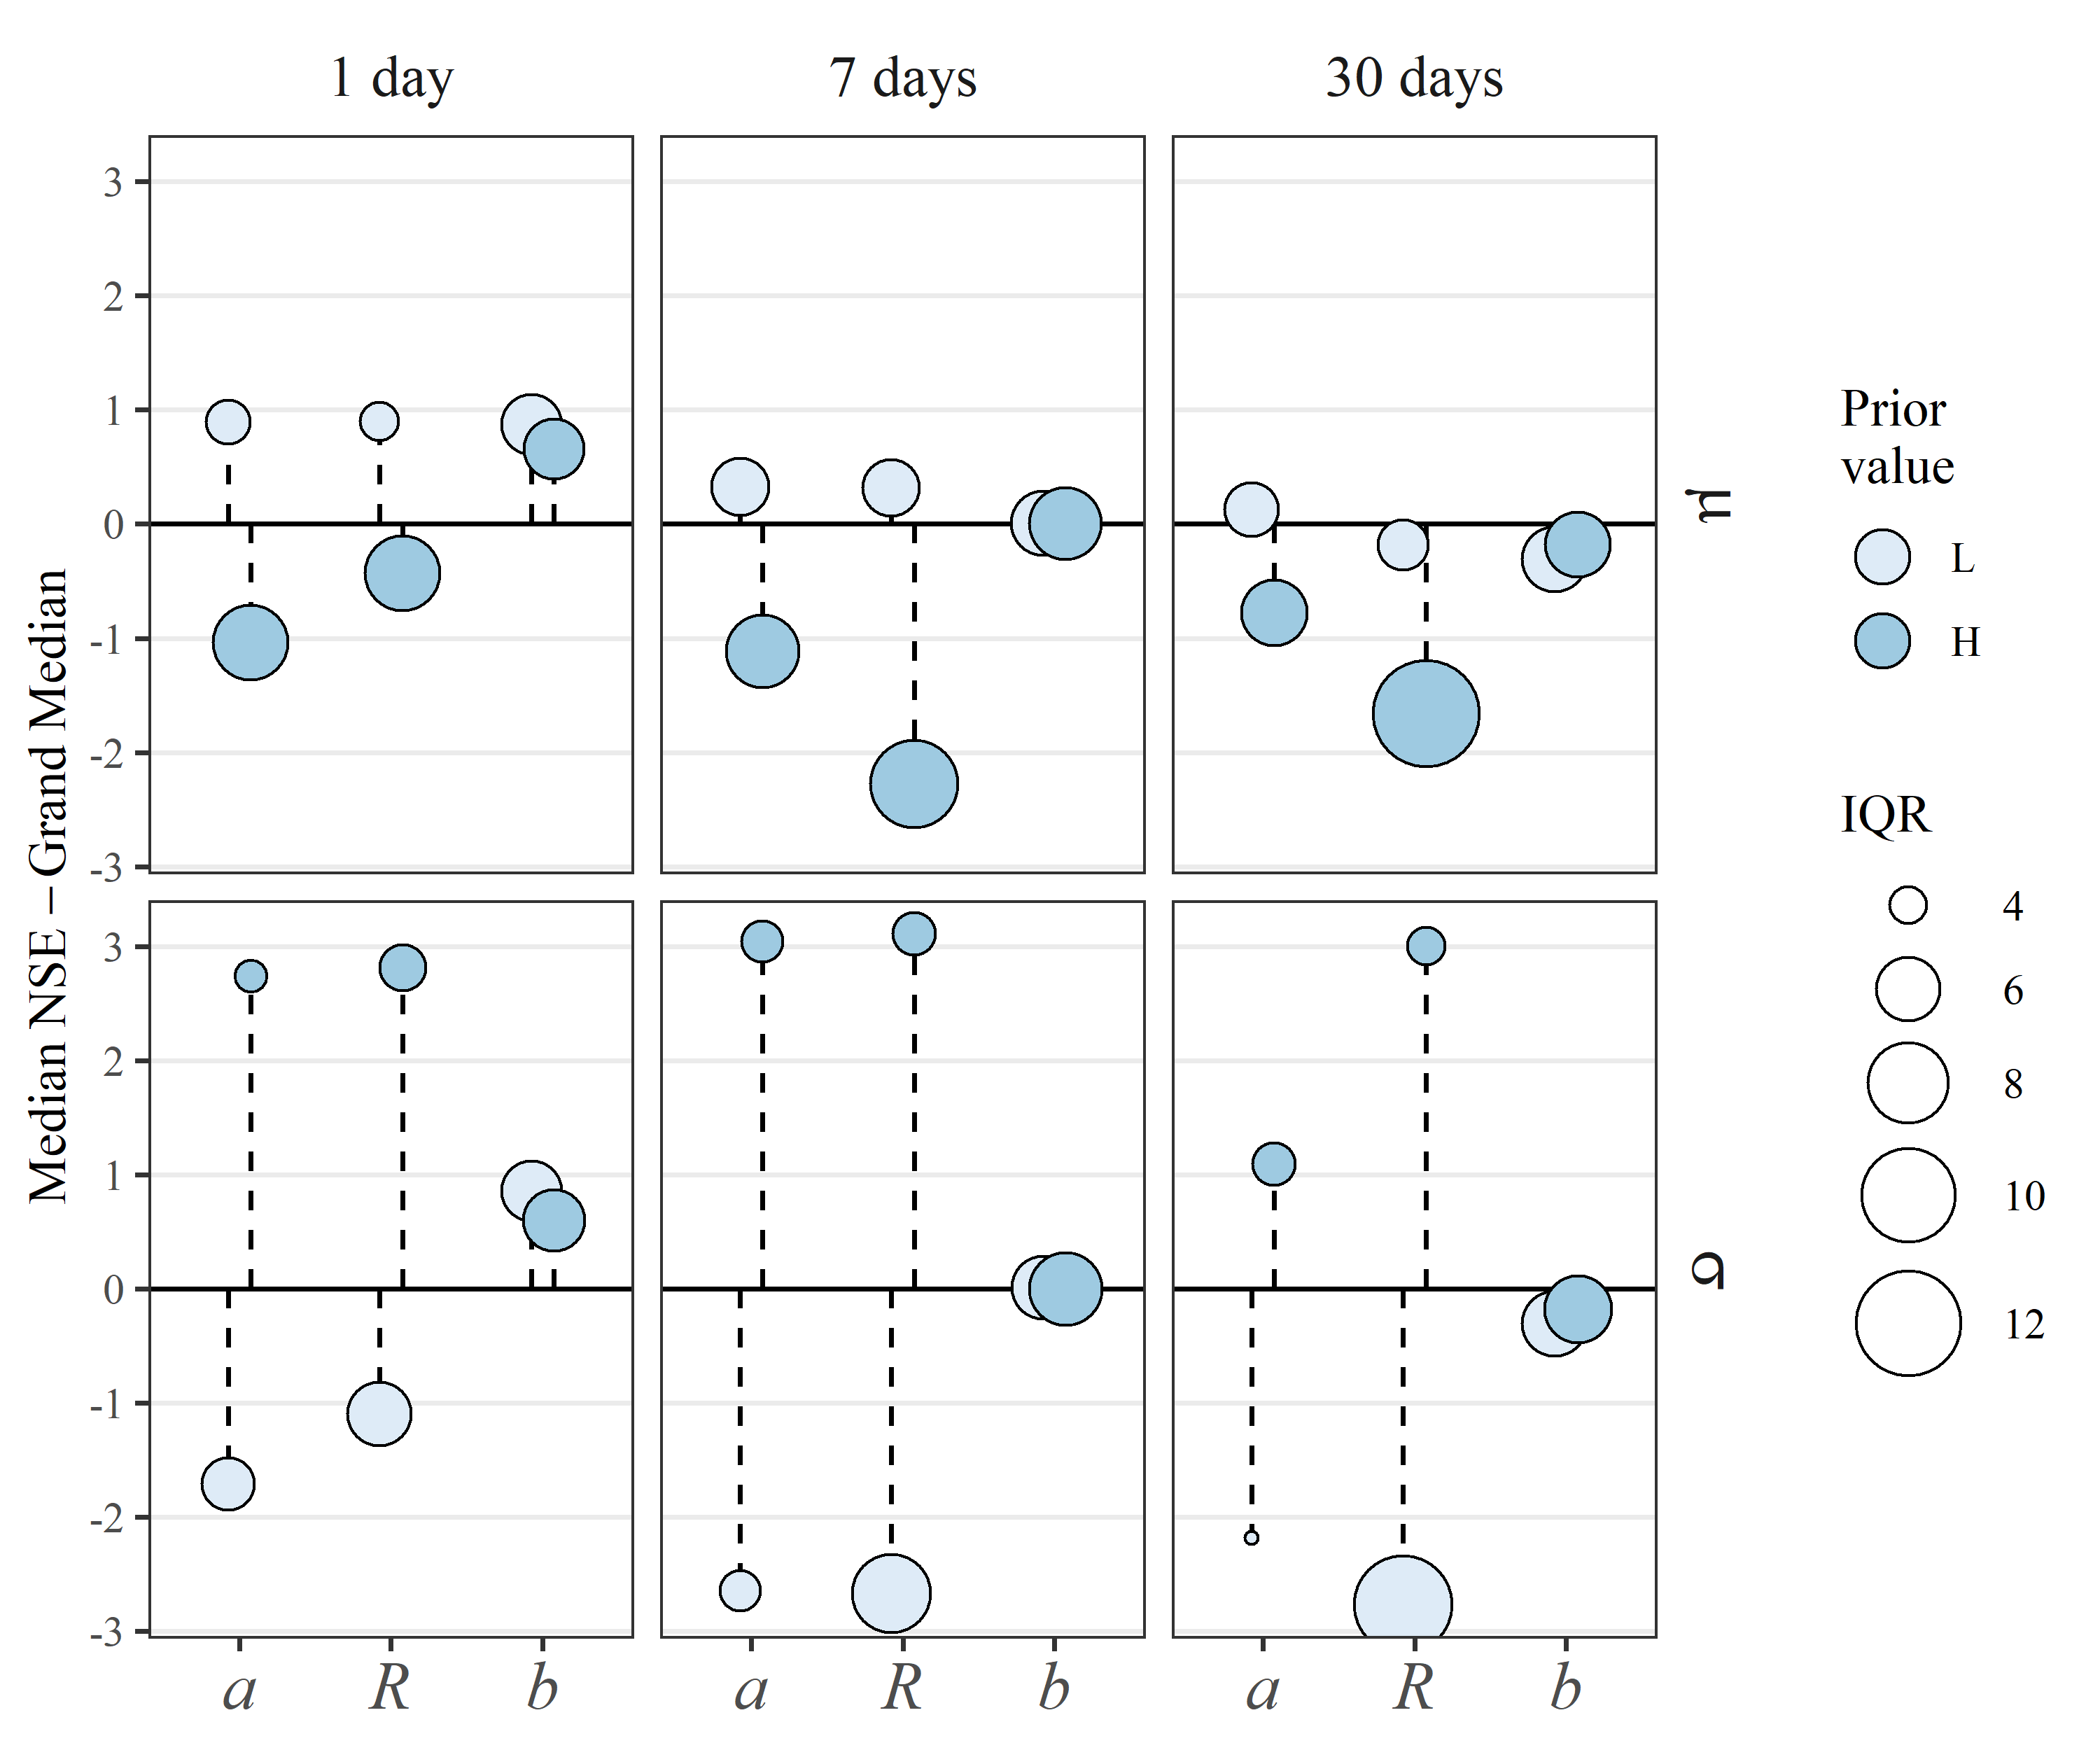 1 day 7 days 30 days
3
2
1
0
-1
-2
-3
μ
3
2
1
0
-1
-2
-3
σ
Median NSE – Grand Median
a R b a R b a R b
Prior
value
L
H
IQR
4
6
8
10
12